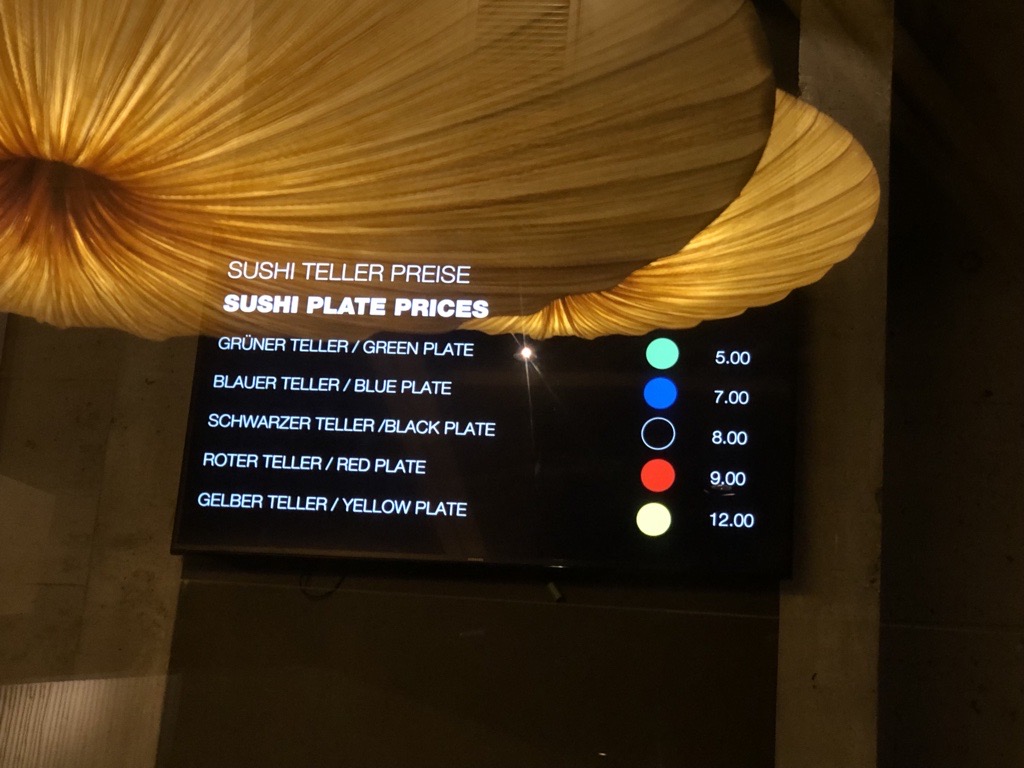 SUSHI TELLER PREISE
SUSHI PLATE PRICES
GRÜNER TELLER / GREEN PLATE 5.00
BLAUER TELLER / BLUE PLATE 7.00
SCHWARZER TELLER /BLACK PLATE 8.00
ROTER TELLER / RED PLATE 9.00
GELBER TELLER / YELLOW PLATE 12.00